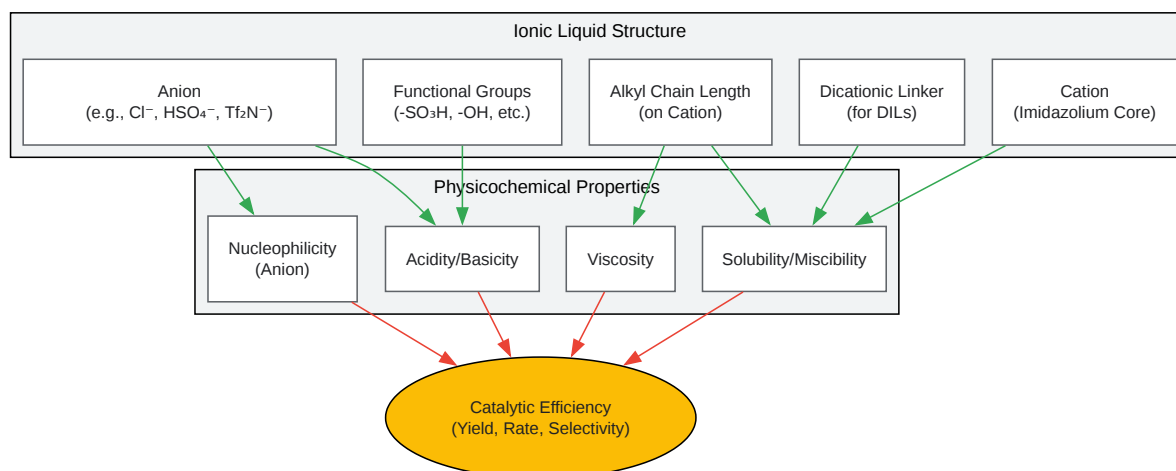 Ionic Liquid Structure
Anion
(e.g., Cl⁻, HSO₄⁻, Tf₂N⁻)
Functional Groups
(-SO₃H, -OH, etc.)
Alkyl Chain Length
(on Cation)
Dicationic Linker
(for DILs)
Cation
(Imidazolium Core)
Physicochemical Properties
Nucleophilicity
(Anion)
Acidity/Basicity
Viscosity
Solubility/Miscibility
Catalytic Efficiency
(Yield, Rate, Selectivity)